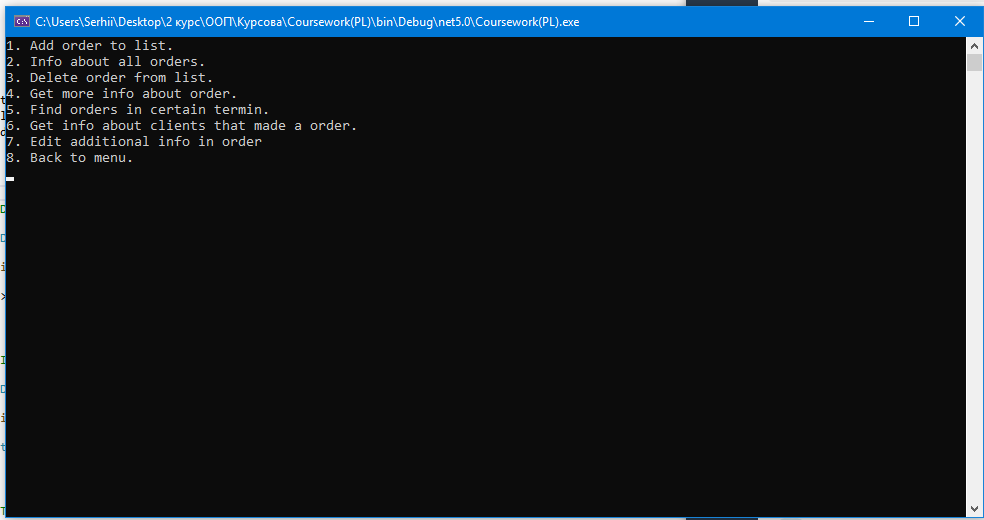 C:\Users\Serhii\Desktop\2 курс\ООП\Курсова\Coursework(PL)\bin\Debug\net5.0\Coursework(PL).exe
1. Add order to list.
2. Info about all orders.
3. Delete order from list.
4. Get more info about order.
5. Find orders in certain termin.
6. Get info about clients that made a order.
7. Edit additional info in order
8. Back to menu.